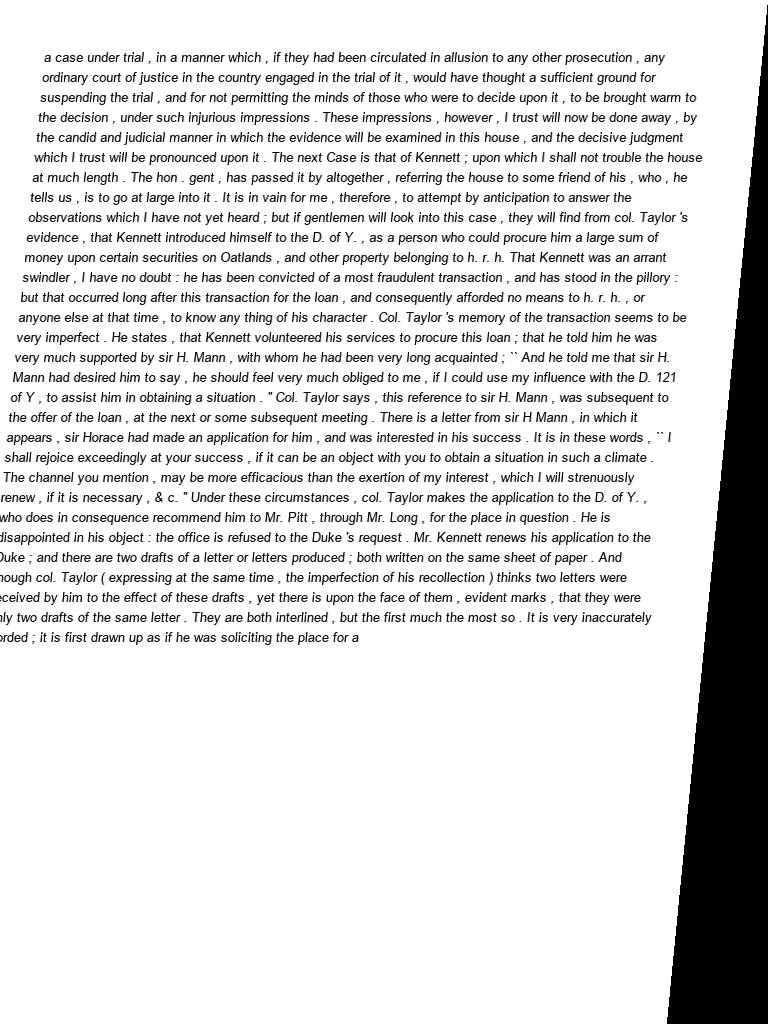 a case under trial , in a manner which , if they had been circulated in allusion to any other prosecution , any
ordinary court of justice in the country engaged in the trial of it , would have thought a sufficient ground for
suspending the trial , and for not permitting the minds of those who were to decide upon it , to be brought warm to
the decision , under such injurious impressions . These impressions , however , I trust will now be done away , by
the candid and judicial manner in which the evidence will be examined in this house , and the decisive judgment
which I trust will be pronounced upon it . The next Case is that of Kennett ; upon which I shall not trouble the house
at much length . The hon . gent , has passed it by altogether , referring the house to some friend of his , who , he
tells us , is to go at large into it . It is in vain for me , therefore , to attempt by anticipation to answer the
observations which I have not yet heard ; but if gentlemen will look into this case , they will find from col. Taylor 's
evidence , that Kennett introduced himself to the D. of Y. , as a person who could procure him a large sum of
money upon certain securities on Oatlands , and other property belonging to h. r. h. That Kennett was an arrant
swindler , I have no doubt : he has been convicted of a most fraudulent transaction , and has stood in the pillory :
but that occurred long after this transaction for the loan , and consequently afforded no means to h. r. h. , or
anyone else at that time , to know any thing of his character . Col. Taylor 's memory of the transaction seems to be
very imperfect . He states , that Kennett volunteered his services to procure this loan ; that he told him he was
very much supported by sir H. Mann , with whom he had been very long acquainted ; `` And he told me that sir H.
Mann had desired him to say , he should feel very much obliged to me , if I could use my influence with the D. 121
of Y , to assist him in obtaining a situation . " Col. Taylor says , this reference to sir H. Mann , was subsequent to
the offer of the loan , at the next or some subsequent meeting . There is a letter from sir H Mann , in which it
appears , sir Horace had made an application for him , and was interested in his success . It is in these words , `` I
shall rejoice exceedingly at your success , if it can be an object with you to obtain a situation in such a climate .
The channel you mention , may be more efficacious than the exertion of my interest , which I will strenuously
renew , if it is necessary , & c. " Under these circumstances , col. Taylor makes the application to the D. of Y. ,
who does in consequence recommend him to Mr. Pitt , through Mr. Long , for the place in question . He is
disappointed in his object : the office is refused to the Duke 's request . Mr. Kennett renews his application to the
Duke ; and there are two drafts of a letter or letters produced ; both written on the same sheet of paper . And
hough col. Taylor ( expressing at the same time , the imperfection of his recollection ) thinks two letters were
eceived by him to the effect of these drafts , yet there is upon the face of them , evident marks , that they were
nly two drafts of the same letter . They are both interlined , but the first much the most so . It is very inaccurately
orded ; it is first drawn up as if he was soliciting the place for a